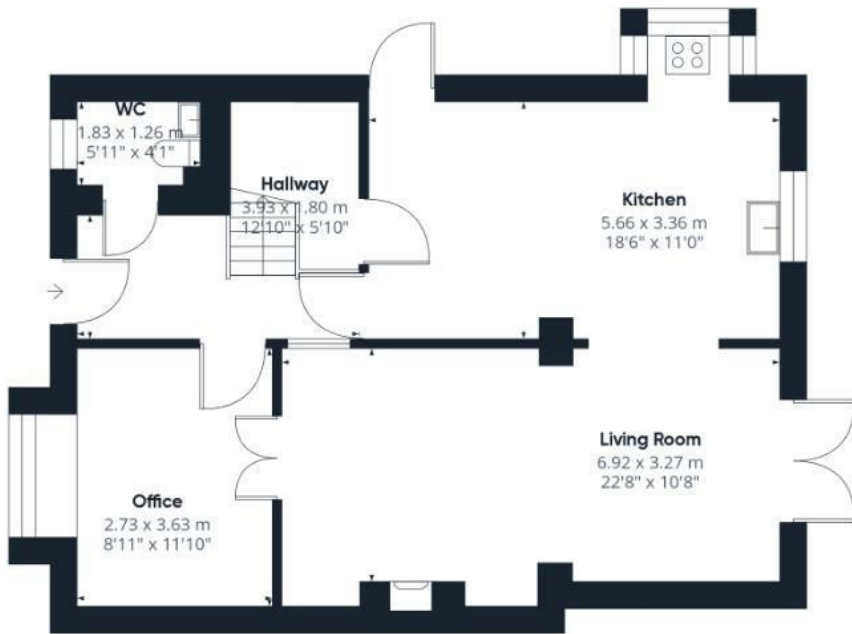 WC
1.83 x 1.26 m
5'11" x 4'1"
Hallway
3.93 x 1.80 m
12'10" x 5'10"
Kitchen
5.66 x 3.36 m
18'6" x 11'0"
Living Room
6.92 x 3.27 m
22'8" x 10'8"
Office
2.73 x 3.63 m
8'11" x 11'10"